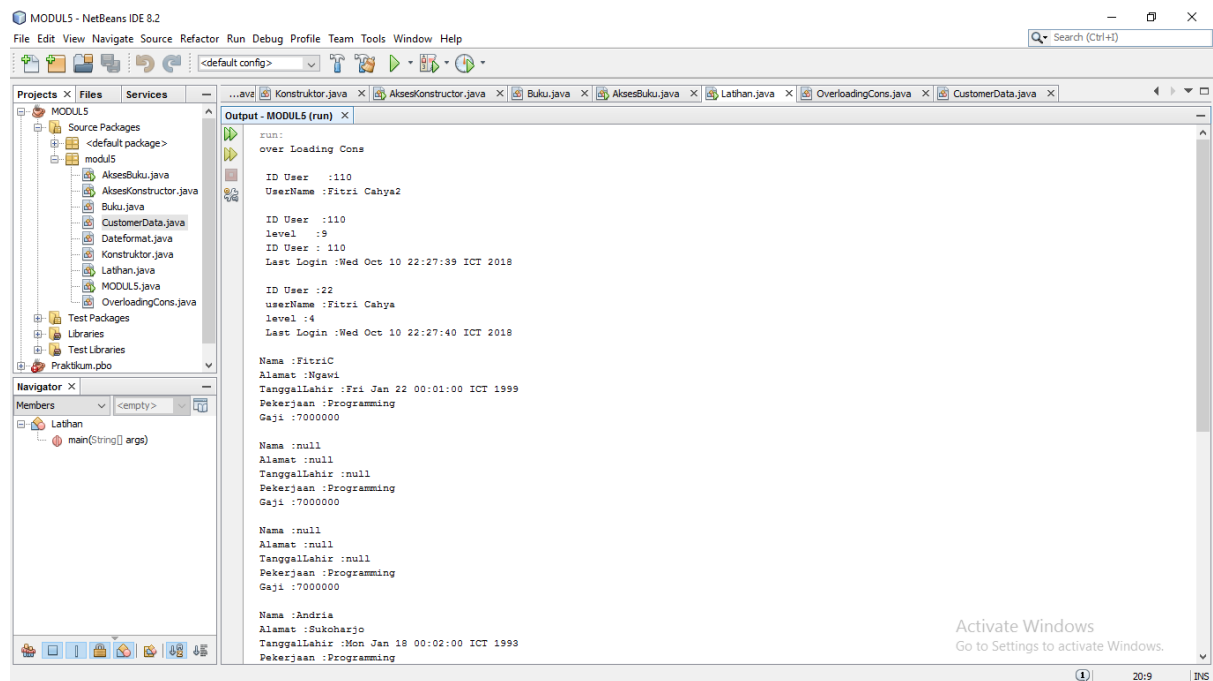 MODUL5 - NetBeans IDE 8.2
File Edit View Navigate Source Refactor Run Debug Profile Team Tools Window Help
Search (Ctrl+I)
<default config>
Projects Files Services
MODUL5
Source Packages
<default package>
modul5
AksesBuku.java
AksesKonstructor.java
Buku.java
CustomerData.java
Dateformat.java
Konstruktor.java
Latihan.java
MODUL5.java
OverloadingCons.java
Test Packages
Libraries
Test Libraries
Praktikum.pbo
Navigator
Members <empty>
Latihan
main(String[] args)
...ava Konstruktor.java AksesKonstructor.java Buku.java AksesBuku.java Latihan.java OverloadingCons.java CustomerData.java
Output - MODUL5 (run)
run:
over Loading Cons
ID User :110
UserName :Fitri Cahya2
ID User :110
level :9
ID User : 110
Last Login :Wed Oct 10 22:27:39 ICT 2018
ID User :22
userName :Fitri Cahya
level :4
Last Login :Wed Oct 10 22:27:40 ICT 2018
Nama :FitriC
Alamat :Ngawi
TanggalLahir :Fri Jan 22 00:01:00 ICT 1999
Pekerjaan :Programming
Gaji :7000000
Nama :null
Alamat :null
TanggalLahir :null
Pekerjaan :Programming
Gaji :7000000
Nama :null
Alamat :null
TanggalLahir :null
Pekerjaan :Programming
Gaji :7000000
Nama :Andria
Alamat :Sukoharjo
TanggalLahir :Mon Jan 18 00:02:00 ICT 1993
Pekerjaan :Programming
Activate Windows
Go to Settings to activate Windows.
1 20:9 INS